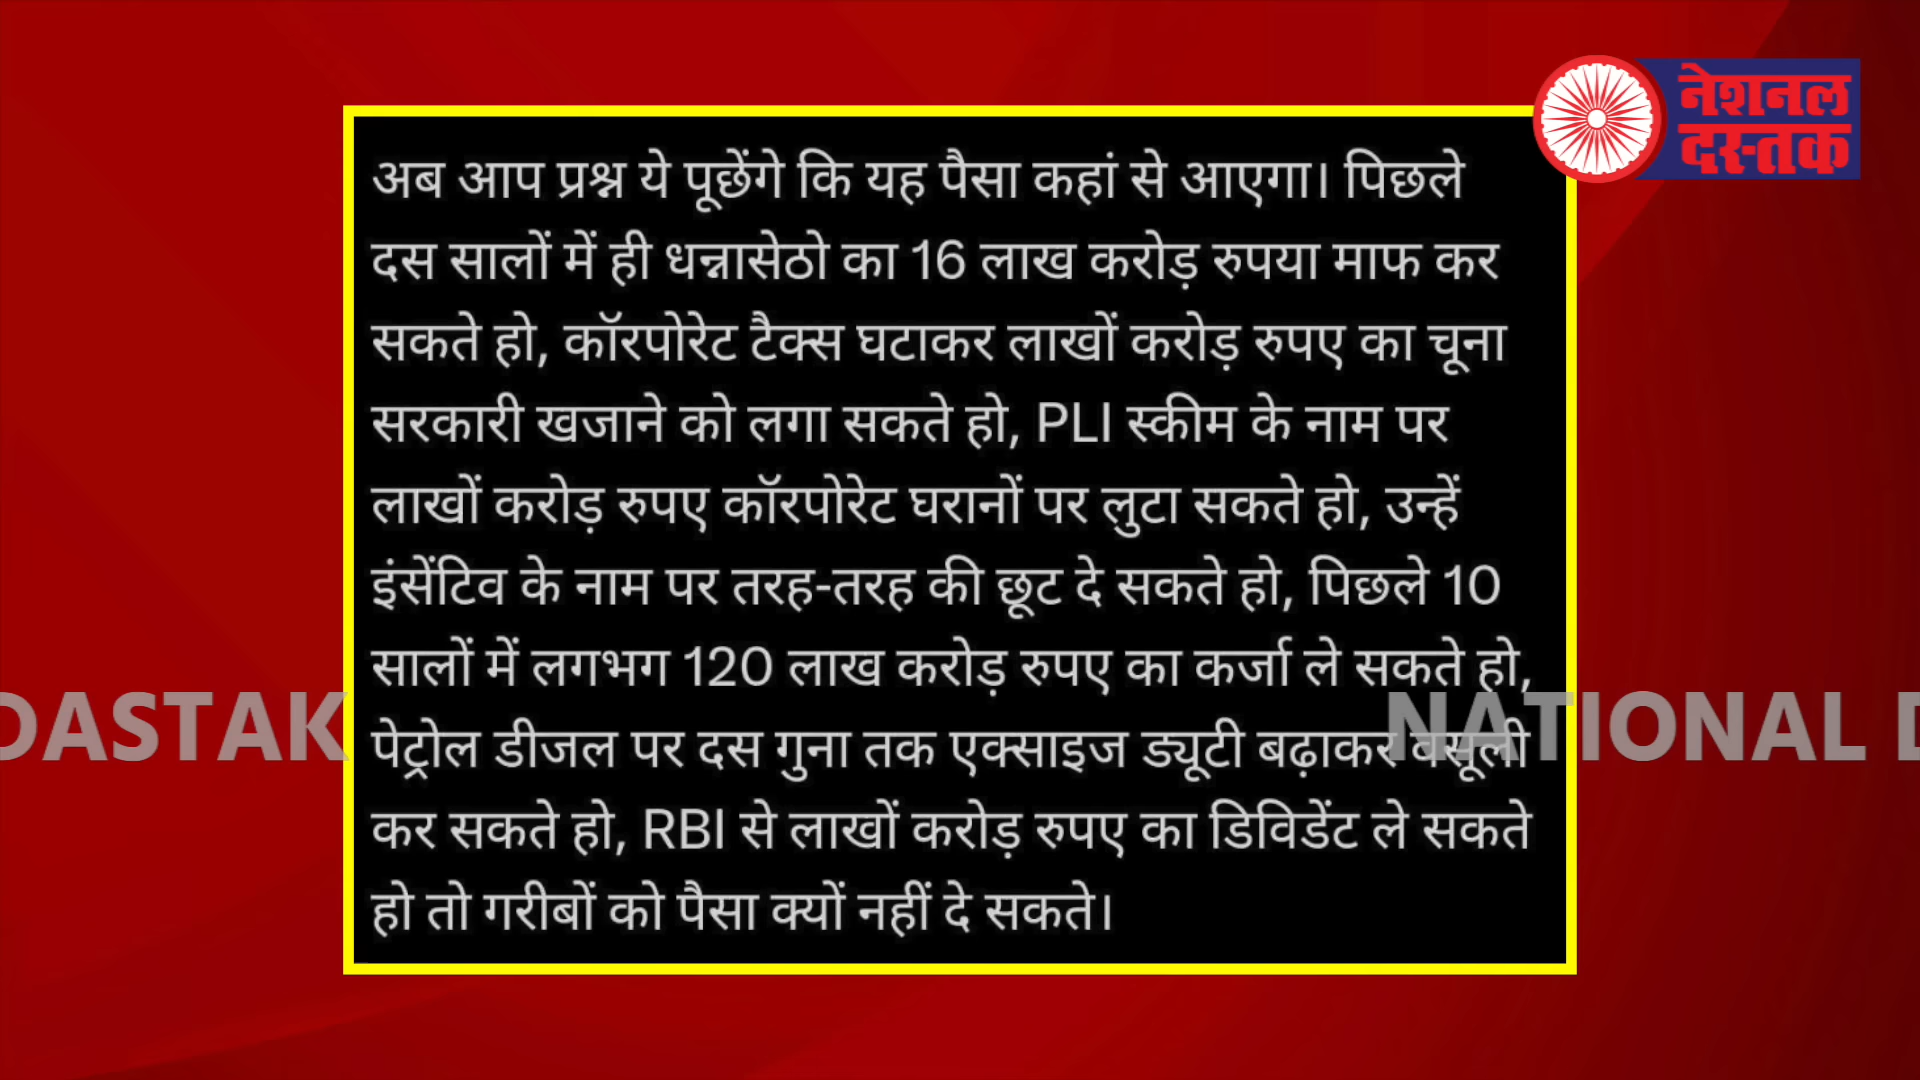 नेशनल
दस्तक
अब आप प्रश्न ये पूछेंगे कि यह पैसा कहां से आएगा। पिछले
दस सालों में ही धन्नासेठो का 16 लाख करोड़ रुपया माफ कर
सकते हो, कॉरपोरेट टैक्स घटाकर लाखों करोड़ रुपए का चूना
सरकारी खजाने को लगा सकते हो, PLI स्कीम के नाम पर
लाखों करोड़ रुपए कॉरपोरेट घरानों पर लुटा सकते हो, उन्हें
इंसेंटिव के नाम पर तरह-तरह की छूट दे सकते हो, पिछले 10
सालों में लगभग 120 लाख करोड़ रुपए का कर्जा ले सकते हो,
पेट्रोल डीजल पर दस गुना तक एक्साइज ड्यूटी बढ़ाकर वसूली
कर सकते हो, RBI से लाखों करोड़ रुपए का डिविडेंट ले सकते
हो तो गरीबों को पैसा क्यों नहीं दे सकते।
DASTAK
NATIONAL D